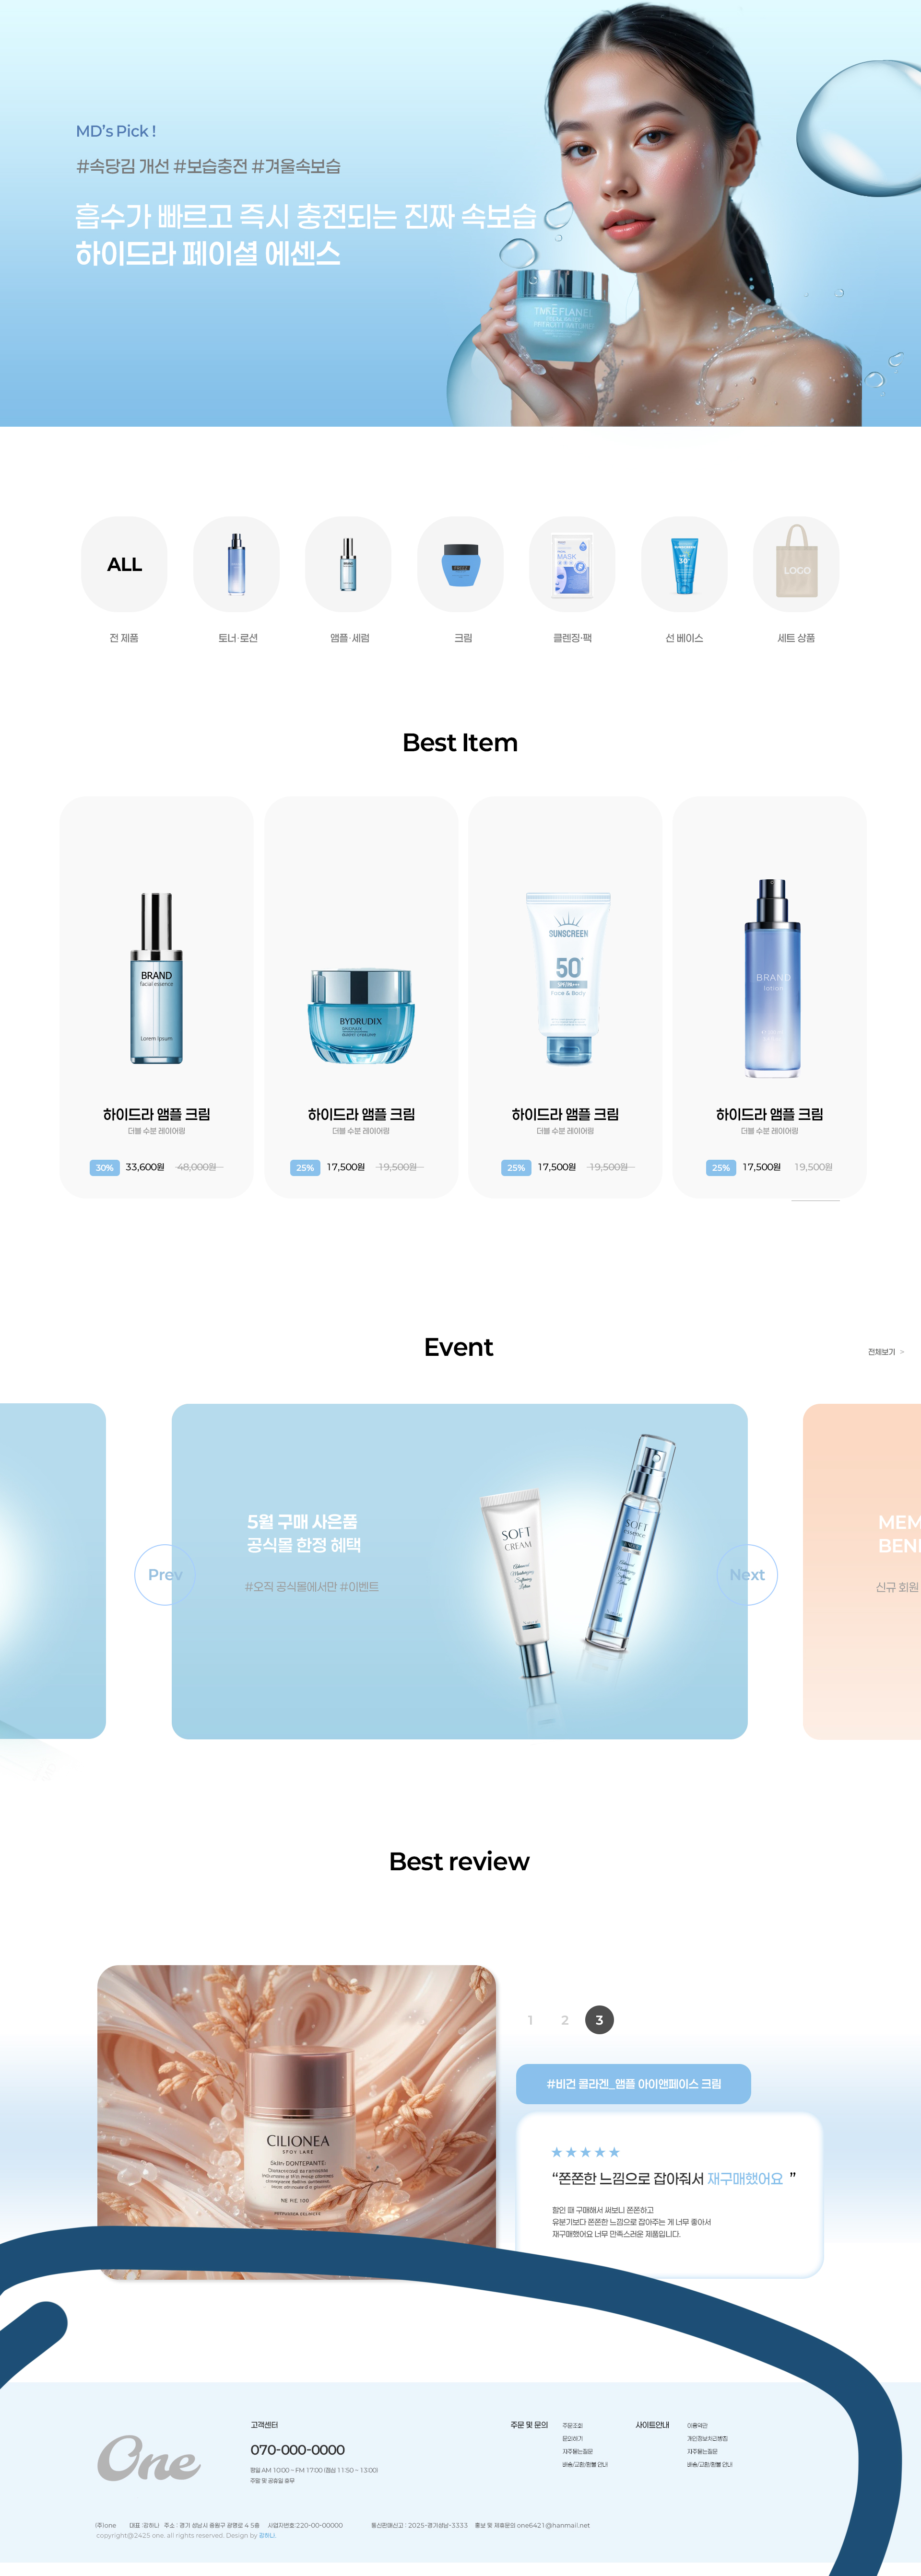 MD's Pick !
#속당김 개선 #보습충전 #겨울속보습
흡수가 빠르고 즉시 충전되는 진짜 속보습
하이드라 페이셜 에센스
ALL
MASK
30
LOGO
전 제품
토너·로션
앰플·세럼
크림
클렌징·팩
선 베이스
세트 상품
Best Item
BRAND
facial essence
Lorem Ipsum
BYDRUDIX
SUNSCREEN
50
Face & Body
BRAND
lotion
하이드라 앰플 크림
더블 수분 레이어링
30% 33,600원 48,000원
하이드라 앰플 크림
더블 수분 레이어링
25% 17,500원 19,500원
하이드라 앰플 크림
더블 수분 레이어링
25% 17,500원 19,500원
하이드라 앰플 크림
더블 수분 레이어링
25% 17,500원 19,500원
Event
전체보기 >
5월 구매 사은품
공식몰 한정 혜택
#오직 공식몰에서만 #이벤트
Prev
Next
SOFT
CREAM
SOFT
essence
MEM
BEN
신규 회원
Best review
CILIONEA
SFOY LARE
Skin DONTEPANTE:
NE RE.100
1 2 3
#비건 콜라겐_앰플 아이앤페이스 크림
★★★★★
“쫀쫀한 느낌으로 잡아줘서 재구매했어요 ”
할인 때 구매해서 써보니 쫀쫀하고
유분기보다 쫀쫀한 느낌으로 잡아주는 게 너무 좋아서
재구매했어요 너무 만족스러운 제품입니다.
One
고객센터
070-000-0000
평일 AM 10:00 ~ FM 17:00 (점심 11:50 ~ 13:00)
주말 및 공휴일 휴무
주문 및 문의
주문조회
문의하기
자주묻는질문
배송/교환/환불 안내
사이트안내
이용약관
개인정보처리방침
자주묻는질문
배송/교환/환불 안내
(주)one 대표 :강하나 주소 : 경기 성남시 중원구 광명로 4 5층 사업자번호:220-00-00000 통신판매신고 : 2025-경기성남-3333 홍보 및 제휴문의 one6421@hanmail.net
copyright@2425 one. all rights reserved. Design by 강하나.